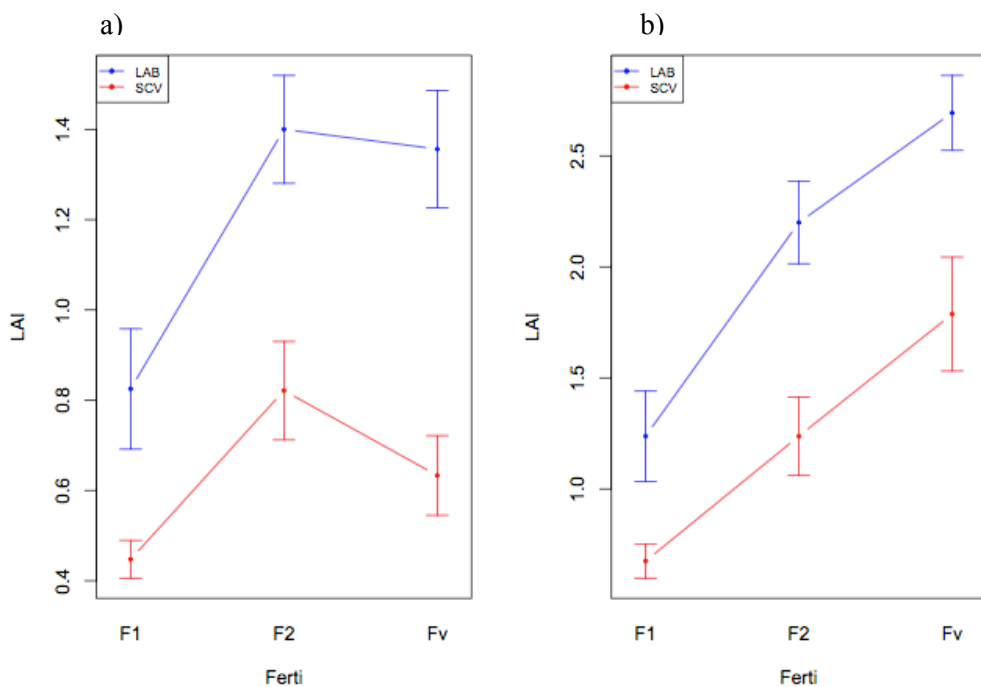 a)
LAB
SCV
LAI
1.4
1.2
1.0
0.8
0.6
0.4
F1 F2 Fv
Ferti
b)
LAB
SCV
LAI
2.5
2.0
1.5
1.0
F1 F2 Fv
Ferti